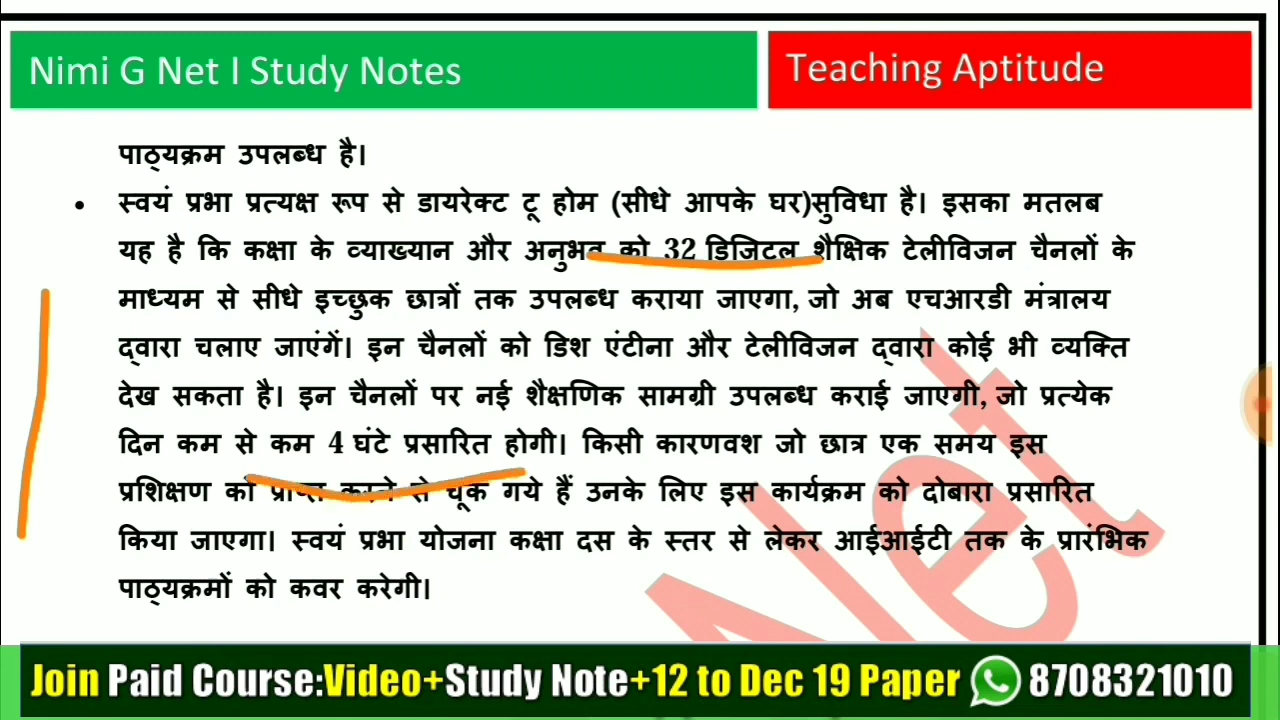 Nimi G Net I Study Notes
Teaching Aptitude
पाठ्यक्रम उपलब्ध है।
• स्वयं प्रभा प्रत्यक्ष रूप से डायरेक्ट टू होम (सीधे आपके घर)सुविधा है। इसका मतलब
यह है कि कक्षा के व्याख्यान और अनुभव को 32 डिजिटल शैक्षिक टेलीविजन चैनलों के
माध्यम से सीधे इच्छुक छात्रों तक उपलब्ध कराया जाएगा, जो अब एचआरडी मंत्रालय
द्वारा चलाए जाएंगें। इन चैनलों को डिश एंटीना और टेलीविजन द्वारा कोई भी व्यक्ति
देख सकता है। इन चैनलों पर नई शैक्षणिक सामग्री उपलब्ध कराई जाएगी, जो प्रत्येक
दिन कम से कम 4 घंटे प्रसारित होगी। किसी कारणवश जो छात्र एक समय इस
प्रशिक्षण को प्राप्त करने से चूक गये हैं उनके लिए इस कार्यक्रम को दोबारा प्रसारित
किया जाएगा। स्वयं प्रभा योजना कक्षा दस के स्तर से लेकर आईआईटी तक के प्रारंभिक
पाठ्यक्रमों को कवर करेगी।
Net
Join Paid Course:Video+Study Note+12 to Dec 19 Paper 8708321010